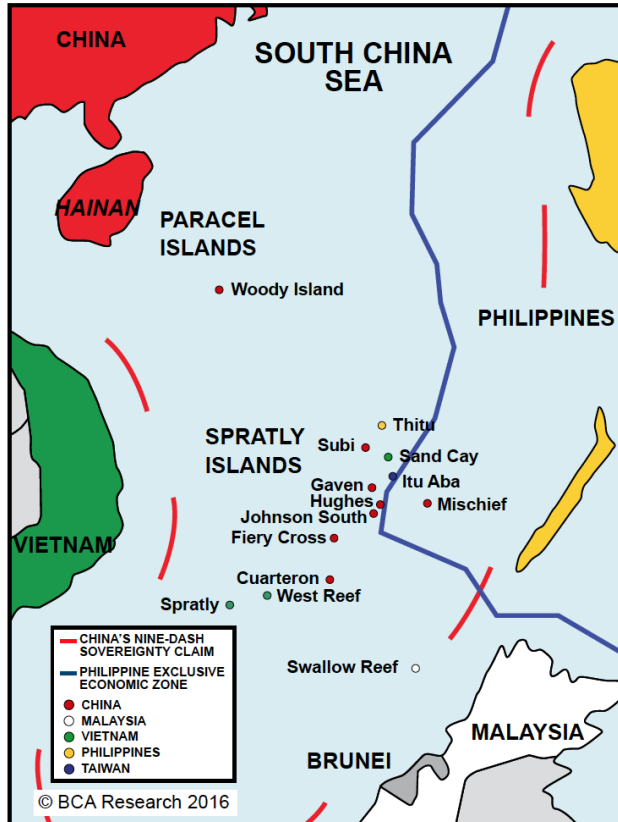 CHINA
SOUTH CHINA
SEA
HAINAN
PARACEL
ISLANDS
Woody Island
PHILIPPINES
Thitu
SPRATLY
ISLANDS
Subi
Sand Cay
Itu Aba
Gaven
Hughes
Mischief
Johnson South
Fiery Cross
VIETNAM
Cuarteron
West Reef
Spratly
Swallow Reef
MALAYSIA
BRUNEI
CHINA'S NINE-DASH
SOVEREIGNTY CLAIM
PHILIPPINE EXCLUSIVE
ECONOMIC ZONE
CHINA
MALAYSIA
VIETNAM
PHILIPPINES
TAIWAN
© BCA Research 2016